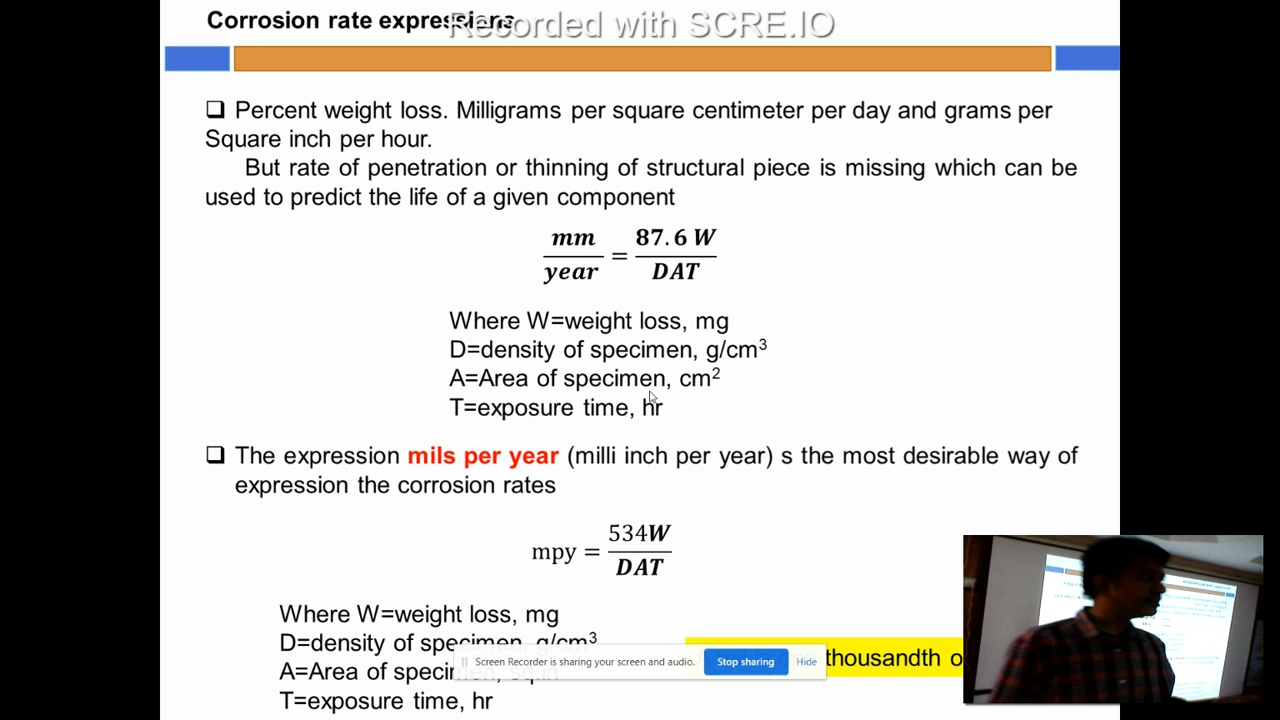 Corrosion rate expressions
Recorded with SCRE.IO
❑ Percent weight loss. Milligrams per square centimeter per day and grams per
Square inch per hour.
But rate of penetration or thinning of structural piece is missing which can be
used to predict the life of a given component
mm/year = 87.6 W/DAT
Where W=weight loss, mg
D=density of specimen, g/cm³
A=Area of specimen, cm²
T=exposure time, hr
❑ The expression mils per year (milli inch per year) s the most desirable way of
expression the corrosion rates
mpy = 534W/DAT
Where W=weight loss, mg
D=density of specimen, g/cm³
A=Area of
T=exposure time, hr
Screen Recorder is sharing your screen and audio. Stop sharing Hide
thousandth